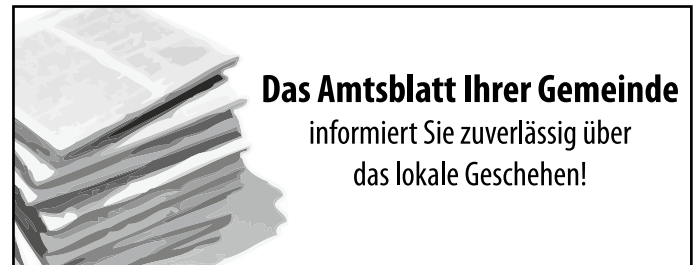 Das Amtsblatt Ihrer Gemeinde
informiert Sie zuverlässig über
das lokale Geschehen!